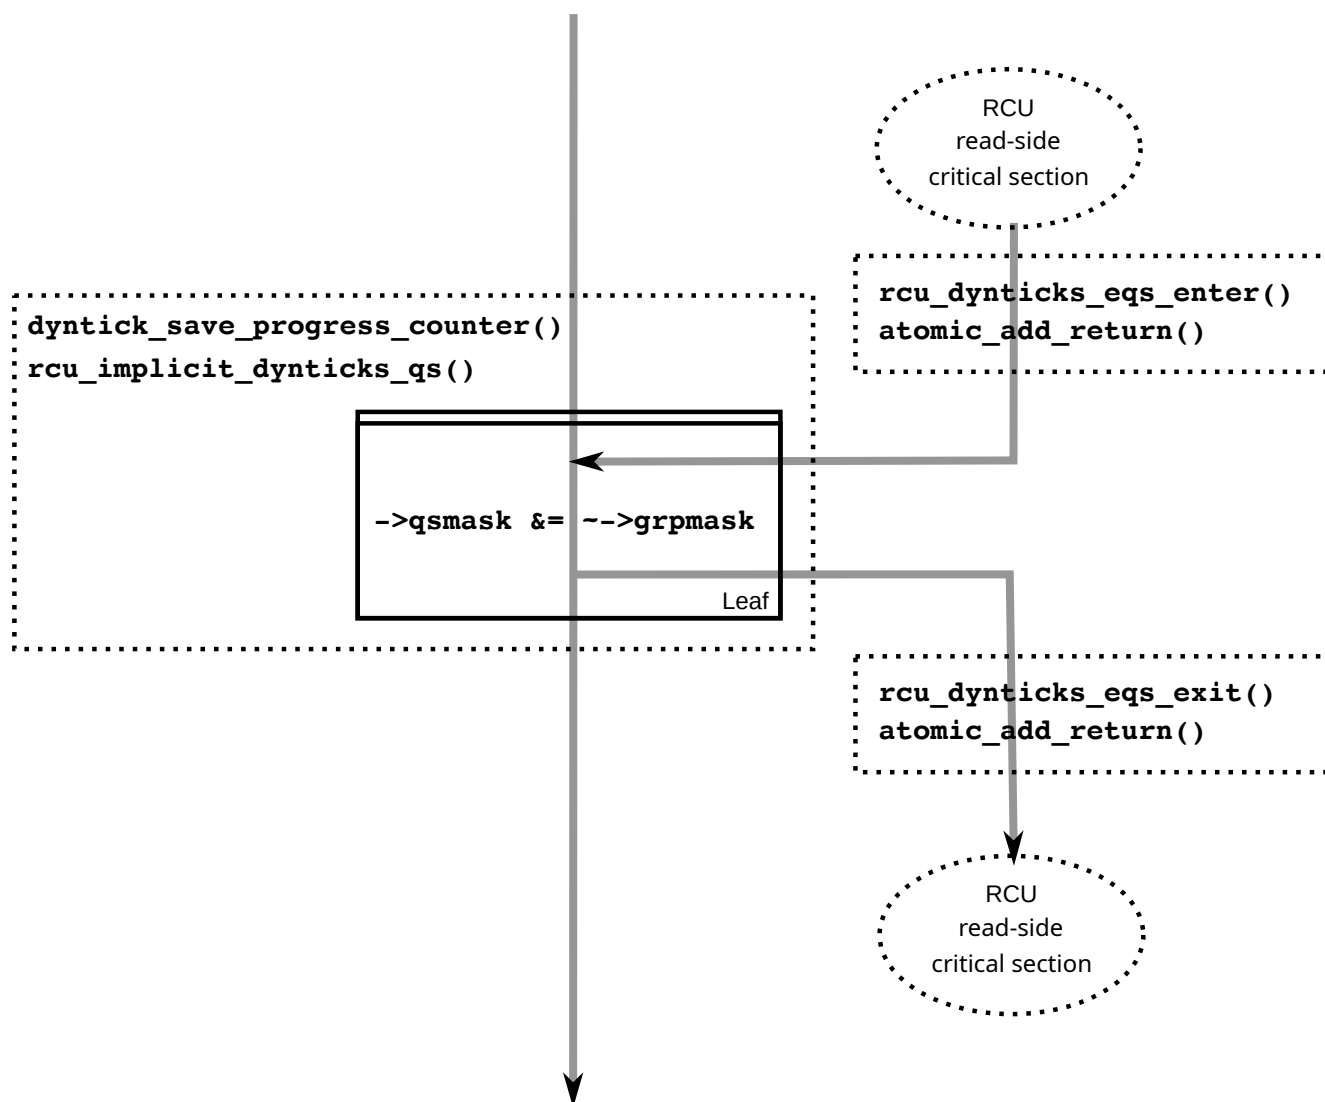 RCU
read-side
critical section
rcu_dynticks_eqs_enter()
atomic_add_return()
dyntick_save_progress_counter()
rcu_implicit_dynticks_qs()
->qsmask &= ~->grpmask
Leaf
rcu_dynticks_eqs_exit()
atomic_add_return()
RCU
read-side
critical section